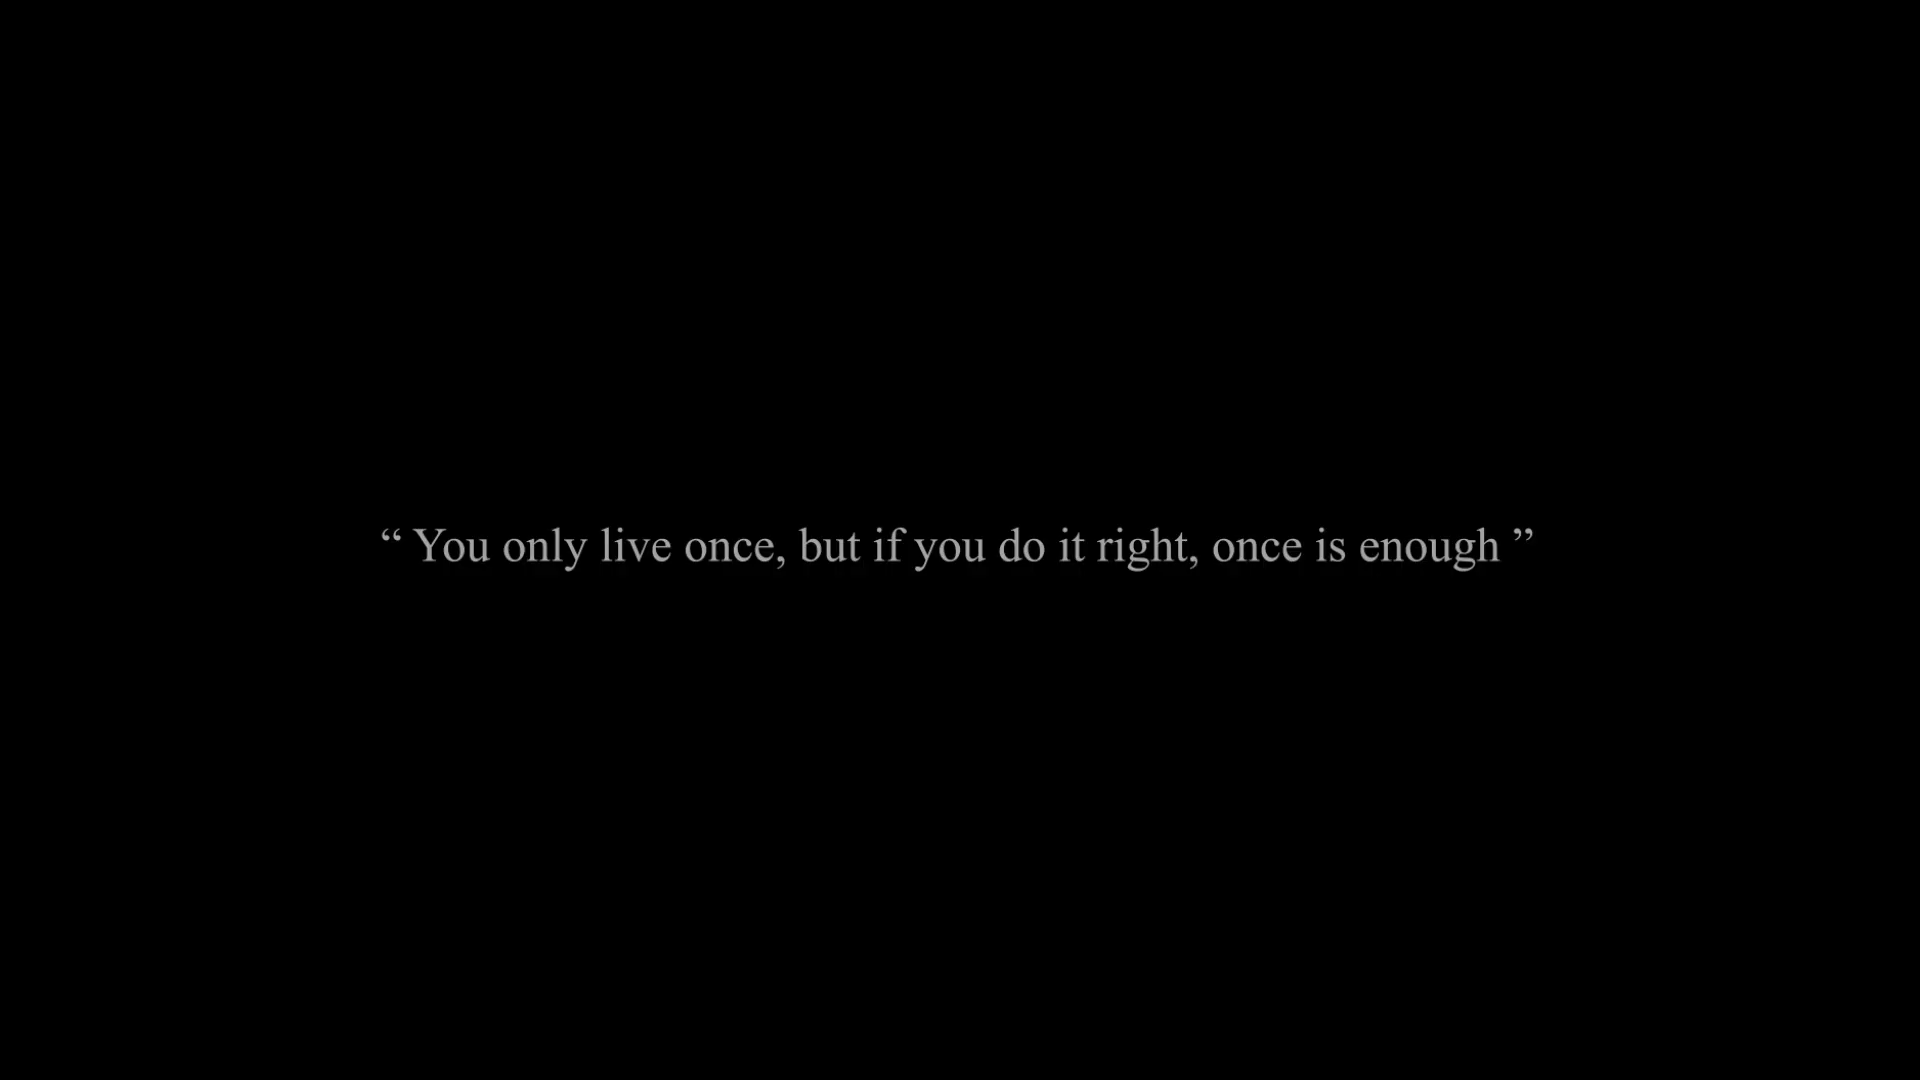 “ You only live once, but if you do it right, once is enough ”